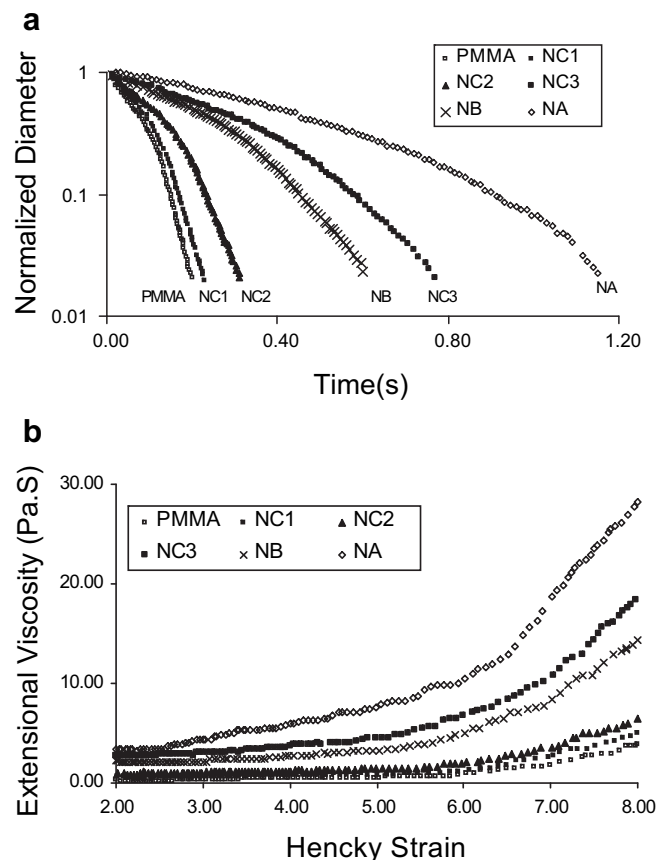 a
□ PMMA ▪ NC1
▲ NC2 ■ NC3
× NB ◇ NA
Normalized Diameter
1
0.1
0.01
PMMA NC1 NC2 NB NC3 NA
0.00 0.40 0.80 1.20
Time(s)
b
Extensional Viscosity (Pa.S)
30.00
□ PMMA ▪ NC1 ▲ NC2
■ NC3 × NB ◇ NA
20.00
10.00
0.00
2.00 3.00 4.00 5.00 6.00 7.00 8.00
Hencky Strain